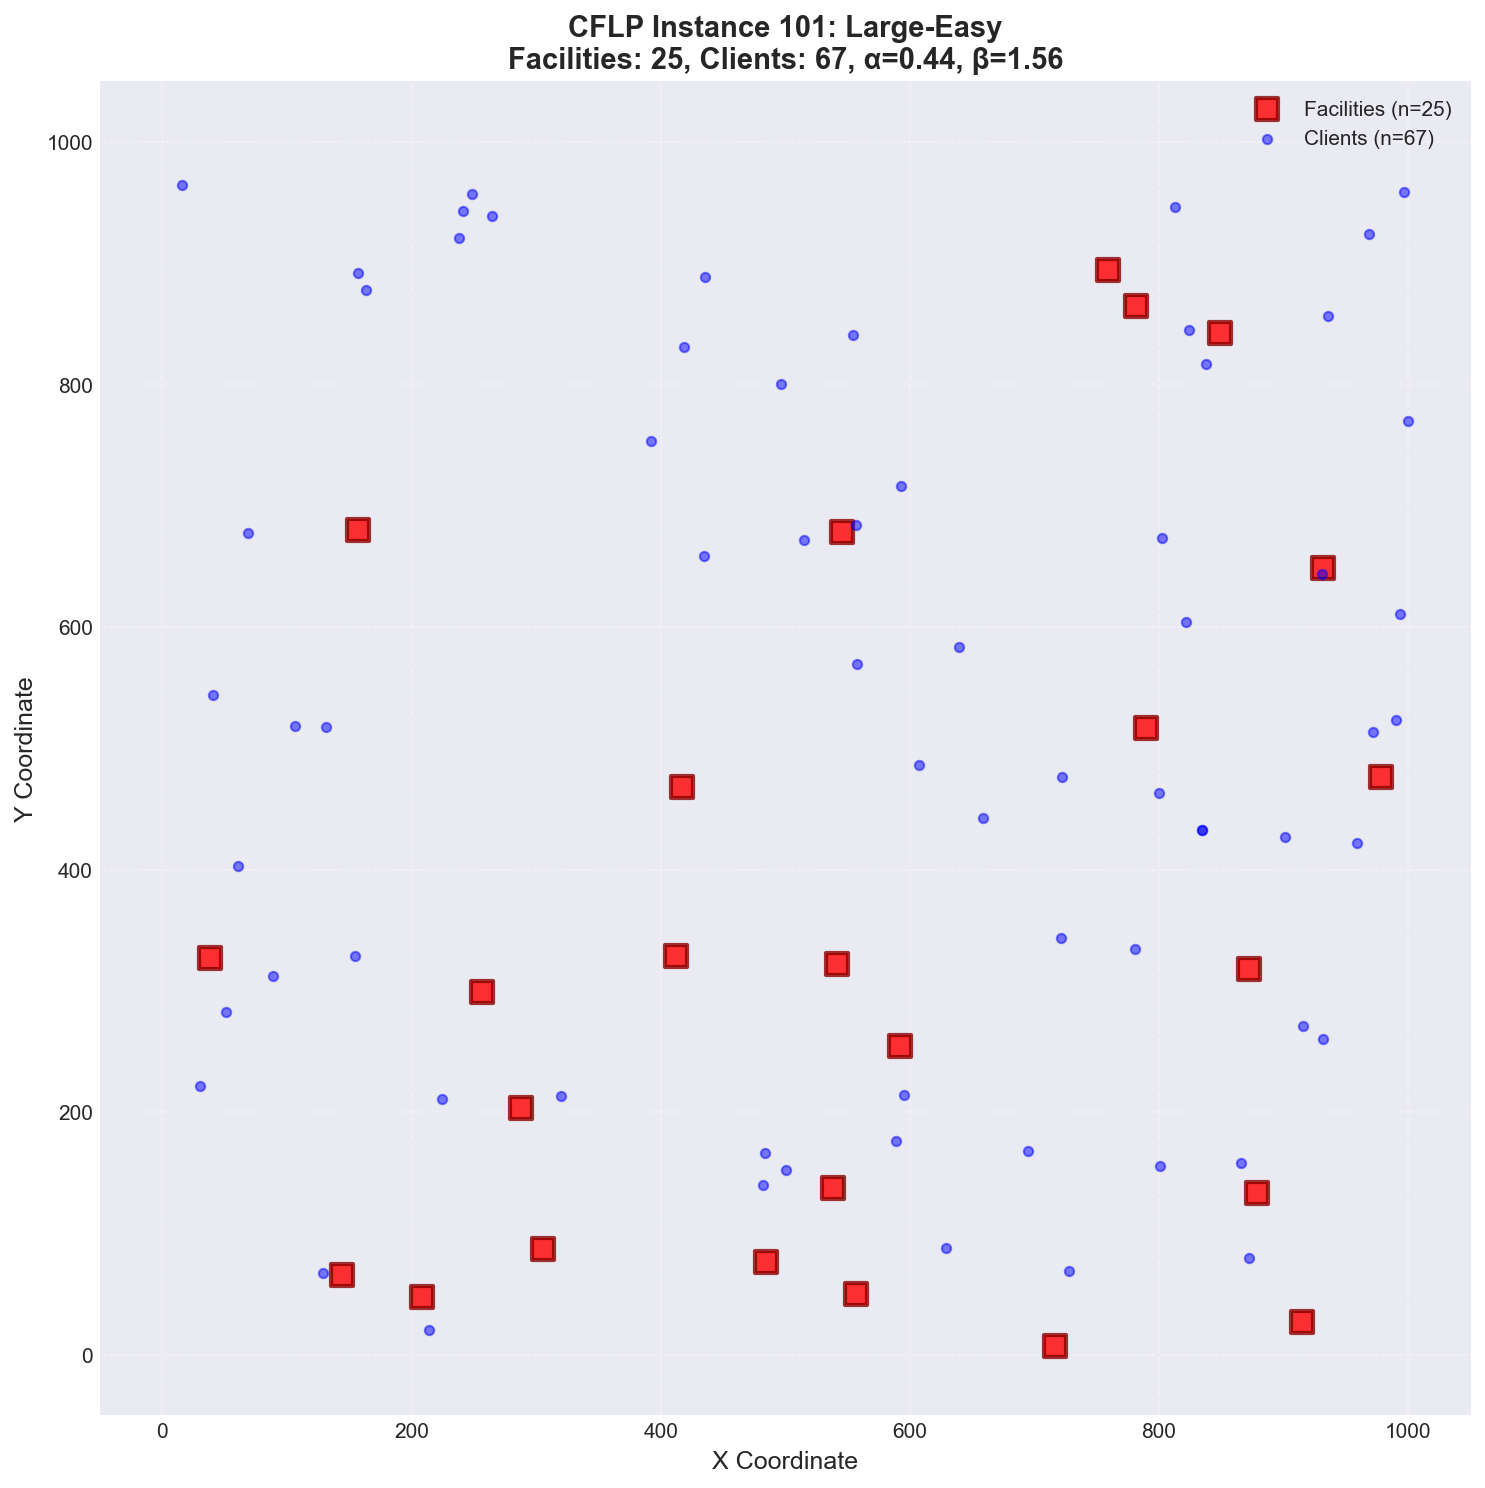 CFLP Instance 101: Large-Easy
Facilities: 25, Clients: 67, α=0.44, β=1.56
Facilities (n=25)
Clients (n=67)
1000
800
600
400
200
0
Y Coordinate
0 200 400 600 800 1000
X Coordinate